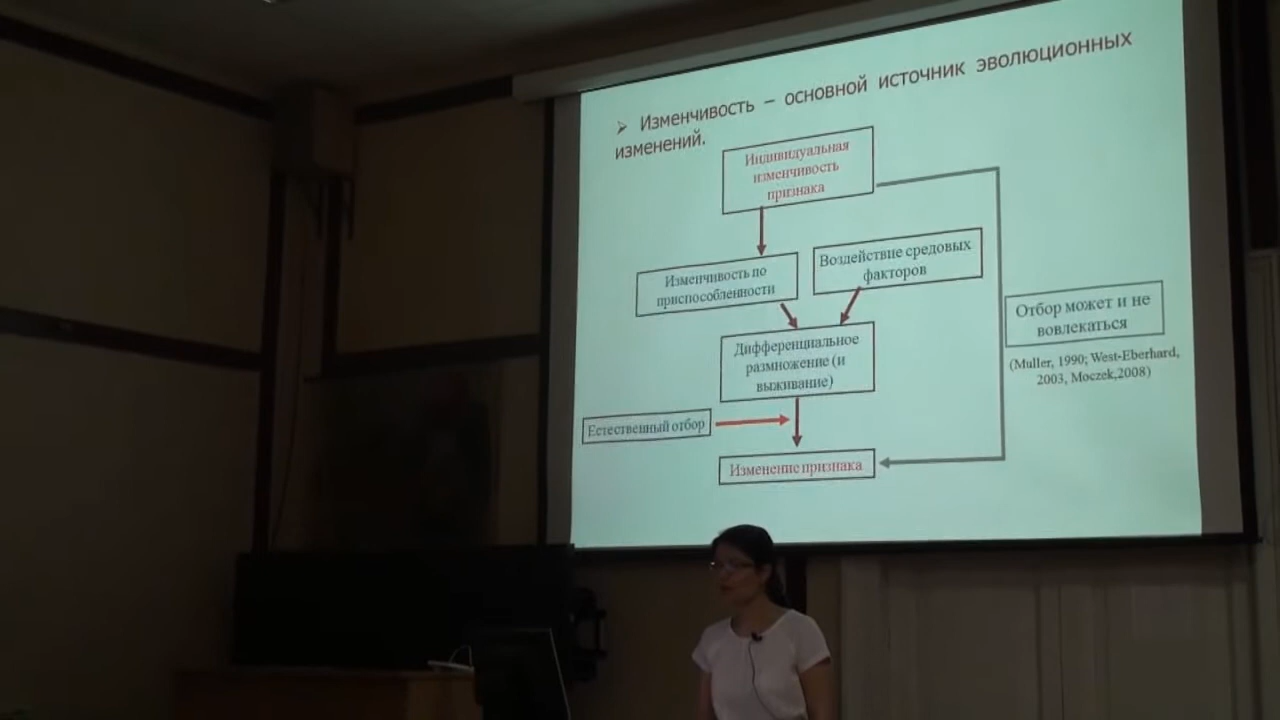 ➢ Изменчивость – основной источник эволюционных
изменений.
Индивидуальная
изменчивость
признака
Изменчивость по
приспособленности
Воздействие средовых
факторов
Отбор может и не
вовлекаться
(Muller, 1990; West-Eberhard,
2003, Moczek,2008)
Дифференциальное
размножение (и
выживание)
Естественный отбор
Изменение признака